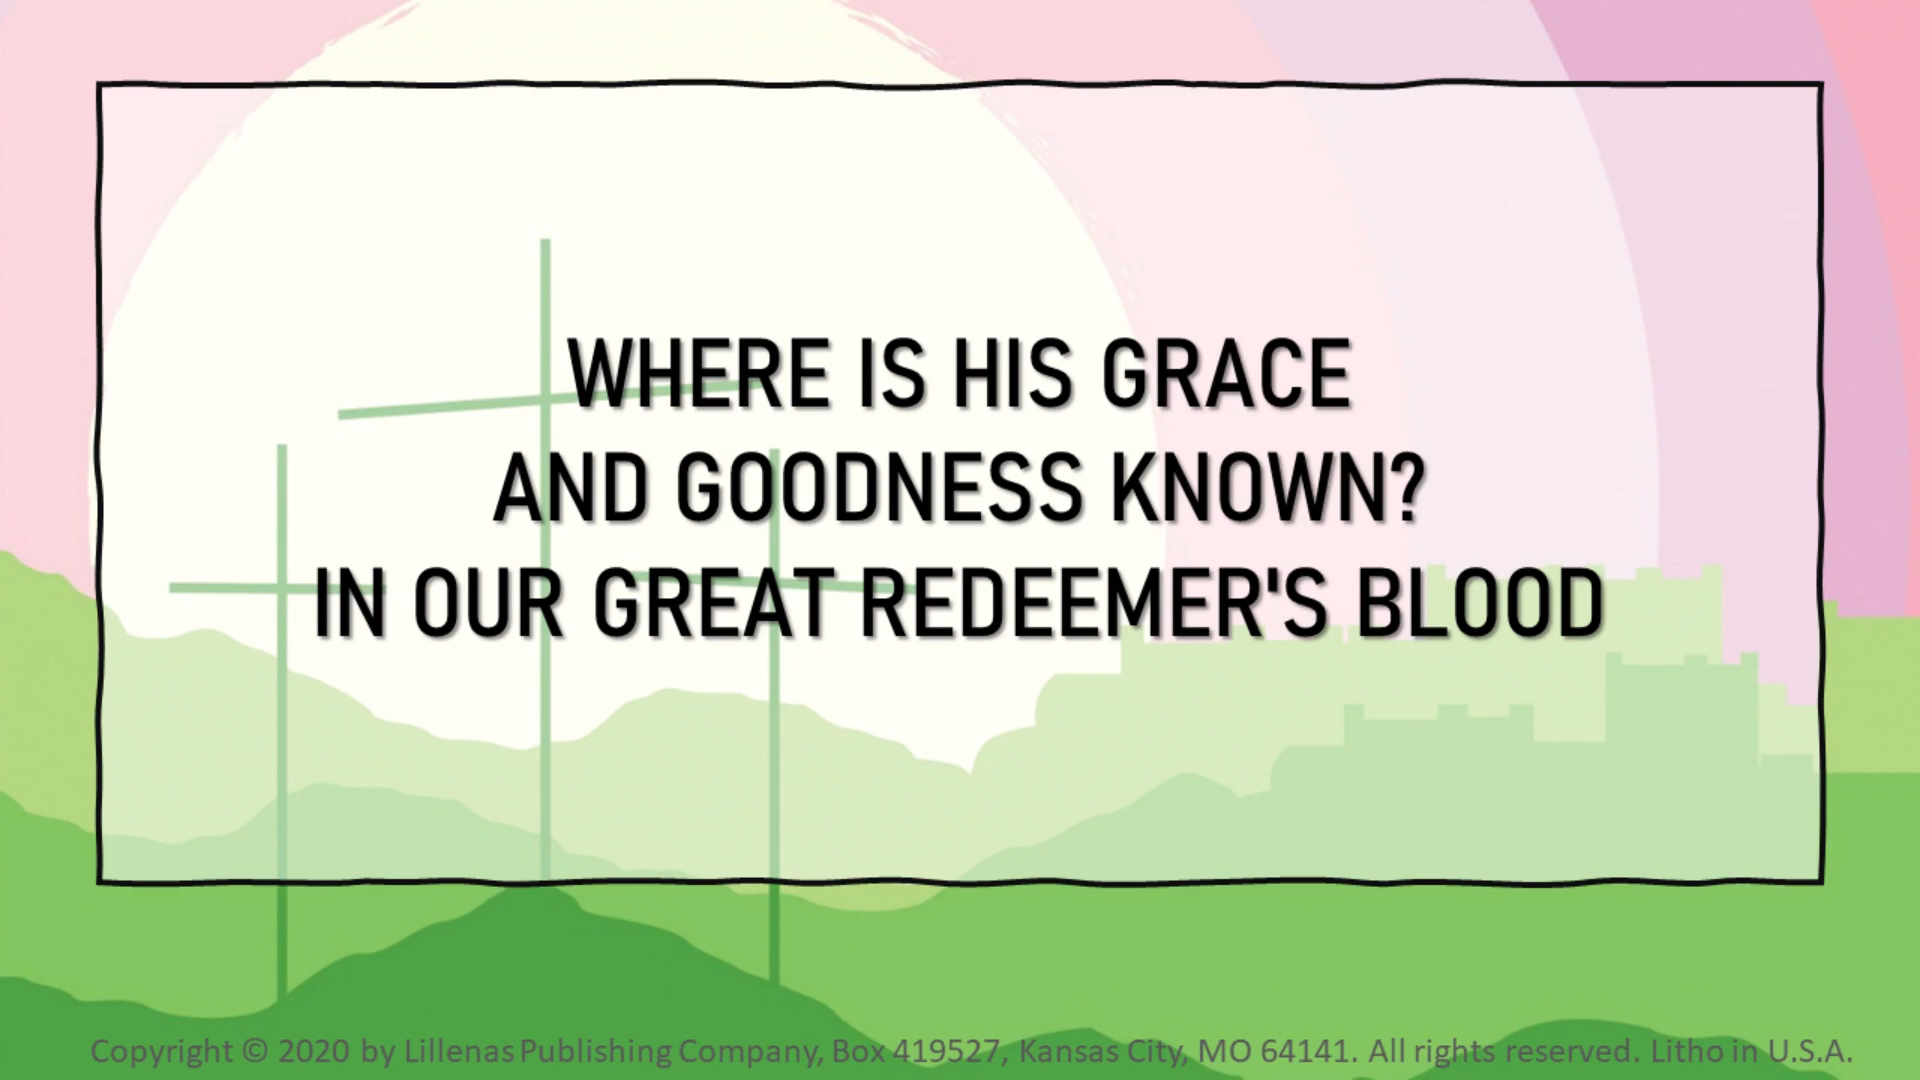 WHERE IS HIS GRACE
AND GOODNESS KNOWN?
IN OUR GREAT REDEEMER'S BLOOD
Copyright © 2020 by Lillenas Publishing Company, Box 419527, Kansas City, MO 64141. All rights reserved. Litho in U.S.A.